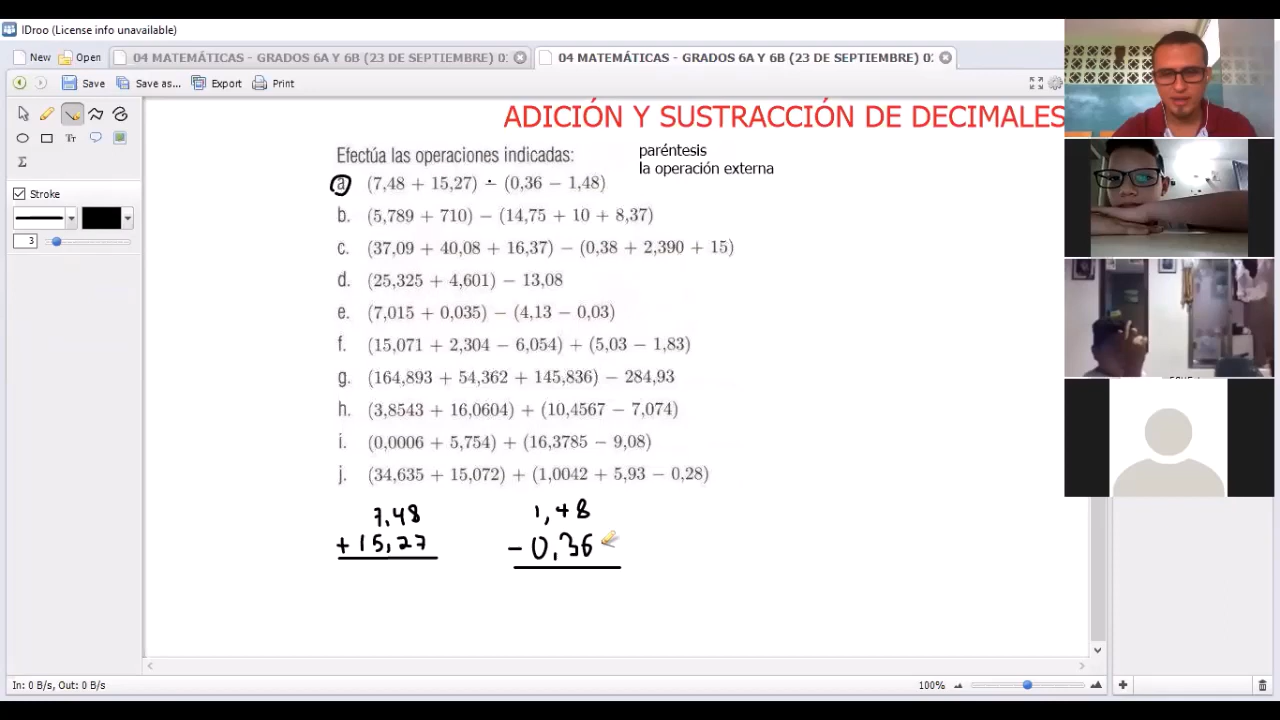 IDroo (License info unavailable)
New Open 04 MATEMÁTICAS - GRADOS 6A Y 6B (23 DE SEPTIEMBRE) 0: 04 MATEMÁTICAS - GRADOS 6A Y 6B (23 DE SEPTIEMBRE) 0:
Save Save as... Export Print
Stroke
3
ADICIÓN Y SUSTRACCIÓN DE DECIMALES
Efectúa las operaciones indicadas:
paréntesis
la operación externa
a. (7,48 + 15,27) − (0,36 − 1,48)
b. (5,789 + 710) − (14,75 + 10 + 8,37)
c. (37,09 + 40,08 + 16,37) − (0,38 + 2,390 + 15)
d. (25,325 + 4,601) − 13,08
e. (7,015 + 0,035) − (4,13 − 0,03)
f. (15,071 + 2,304 − 6,054) + (5,03 − 1,83)
g. (164,893 + 54,362 + 145,836) − 284,93
h. (3,8543 + 16,0604) + (10,4567 − 7,074)
i. (0,0006 + 5,754) + (16,3785 − 9,08)
j. (34,635 + 15,072) + (1,0042 + 5,93 − 0,28)
7,48
+ 15,27
1,48
− 0,36
In: 0 B/s, Out: 0 B/s
100%